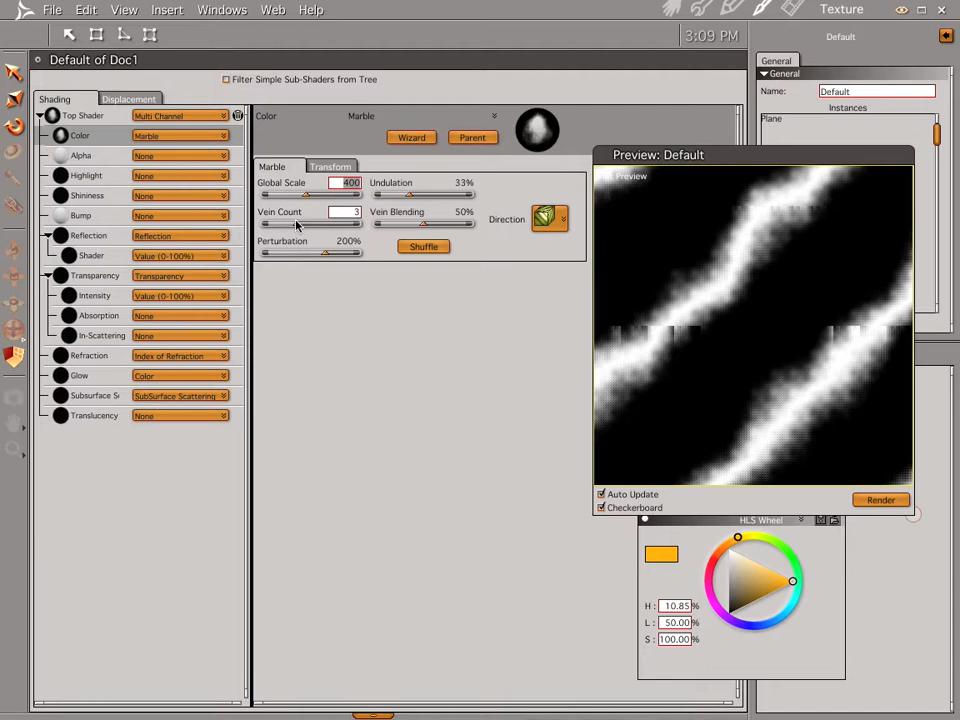 File Edit View Insert Windows Web Help
Texture
3:09 PM
Default
Default of Doc1
Filter Simple Sub-Shaders from Tree
Shading Displacement
Top Shader Multi Channel
Color Marble
Alpha None
Highlight None
Shininess None
Bump None
Reflection Reflection
Shader Value (0-100%)
Transparency Transparency
Intensity Value (0-100%)
Absorption None
In-Scattering None
Refraction Index of Refraction
Glow Color
Subsurface Sc SubSurface Scattering
Translucency None
Color Marble
Wizard Parent
Marble Transform
Global Scale 400 Undulation 33%
Vein Count 3 Vein Blending 50% Direction
Perturbation 200% Shuffle
General
General
Name: Default
Instances
Plane
Preview: Default
Preview
Auto Update
Checkerboard
Render
HLS Wheel
H : 10.85%
L : 50.00%
S : 100.00%